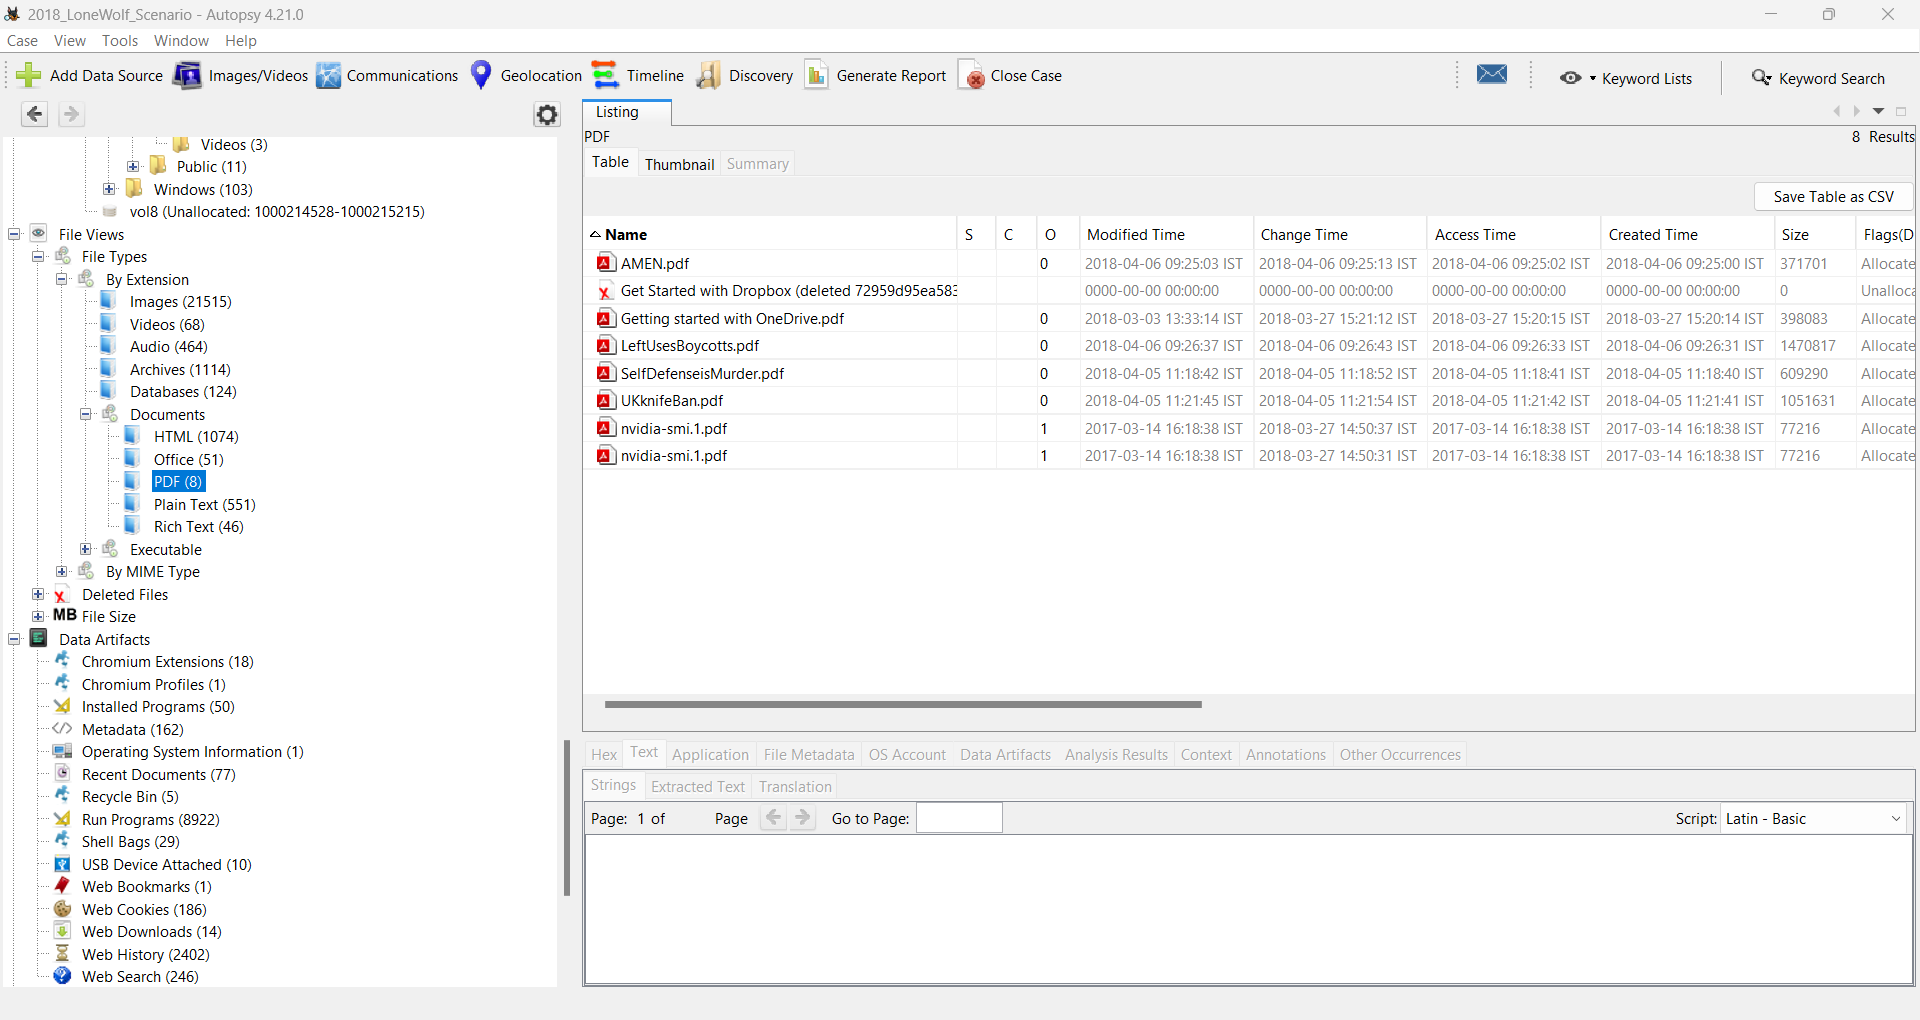 2018_LoneWolf_Scenario - Autopsy 4.21.0
Case View Tools Window Help
Add Data Source Images/Videos Communications Geolocation Timeline Discovery Generate Report Close Case Keyword Lists Keyword Search
Videos (3)
Public (11)
Windows (103)
vol8 (Unallocated: 1000214528-1000215215)
File Views
File Types
By Extension
Images (21515)
Videos (68)
Audio (464)
Archives (1114)
Databases (124)
Documents
HTML (1074)
Office (51)
PDF (8)
Plain Text (551)
Rich Text (46)
Executable
By MIME Type
Deleted Files
MB File Size
Data Artifacts
Chromium Extensions (18)
Chromium Profiles (1)
Installed Programs (50)
Metadata (162)
Operating System Information (1)
Recent Documents (77)
Recycle Bin (5)
Run Programs (8922)
Shell Bags (29)
USB Device Attached (10)
Web Bookmarks (1)
Web Cookies (186)
Web Downloads (14)
Web History (2402)
Web Search (246)
Listing
PDF 8 Results
Table Thumbnail Summary
Save Table as CSV
Name S C O Modified Time Change Time Access Time Created Time Size Flags(D
AMEN.pdf 0 2018-04-06 09:25:03 IST 2018-04-06 09:25:13 IST 2018-04-06 09:25:02 IST 2018-04-06 09:25:00 IST 371701 Allocate
Get Started with Dropbox (deleted 72959d95ea583 0000-00-00 00:00:00 0000-00-00 00:00:00 0000-00-00 00:00:00 0000-00-00 00:00:00 0 Unalloca
Getting started with OneDrive.pdf 0 2018-03-03 13:33:14 IST 2018-03-27 15:21:12 IST 2018-03-27 15:20:15 IST 2018-03-27 15:20:14 IST 398083 Allocate
LeftUsesBoycotts.pdf 0 2018-04-06 09:26:37 IST 2018-04-06 09:26:43 IST 2018-04-06 09:26:33 IST 2018-04-06 09:26:31 IST 1470817 Allocate
SelfDefenseisMurder.pdf 0 2018-04-05 11:18:42 IST 2018-04-05 11:18:52 IST 2018-04-05 11:18:41 IST 2018-04-05 11:18:40 IST 609290 Allocate
UKknifeBan.pdf 0 2018-04-05 11:21:45 IST 2018-04-05 11:21:54 IST 2018-04-05 11:21:42 IST 2018-04-05 11:21:41 IST 1051631 Allocate
nvidia-smi.1.pdf 1 2017-03-14 16:18:38 IST 2018-03-27 14:50:37 IST 2017-03-14 16:18:38 IST 2017-03-14 16:18:38 IST 77216 Allocate
nvidia-smi.1.pdf 1 2017-03-14 16:18:38 IST 2018-03-27 14:50:31 IST 2017-03-14 16:18:38 IST 2017-03-14 16:18:38 IST 77216 Allocate
Hex Text Application File Metadata OS Account Data Artifacts Analysis Results Context Annotations Other Occurrences
Strings Extracted Text Translation
Page: 1 of Page Go to Page: Script: Latin - Basic